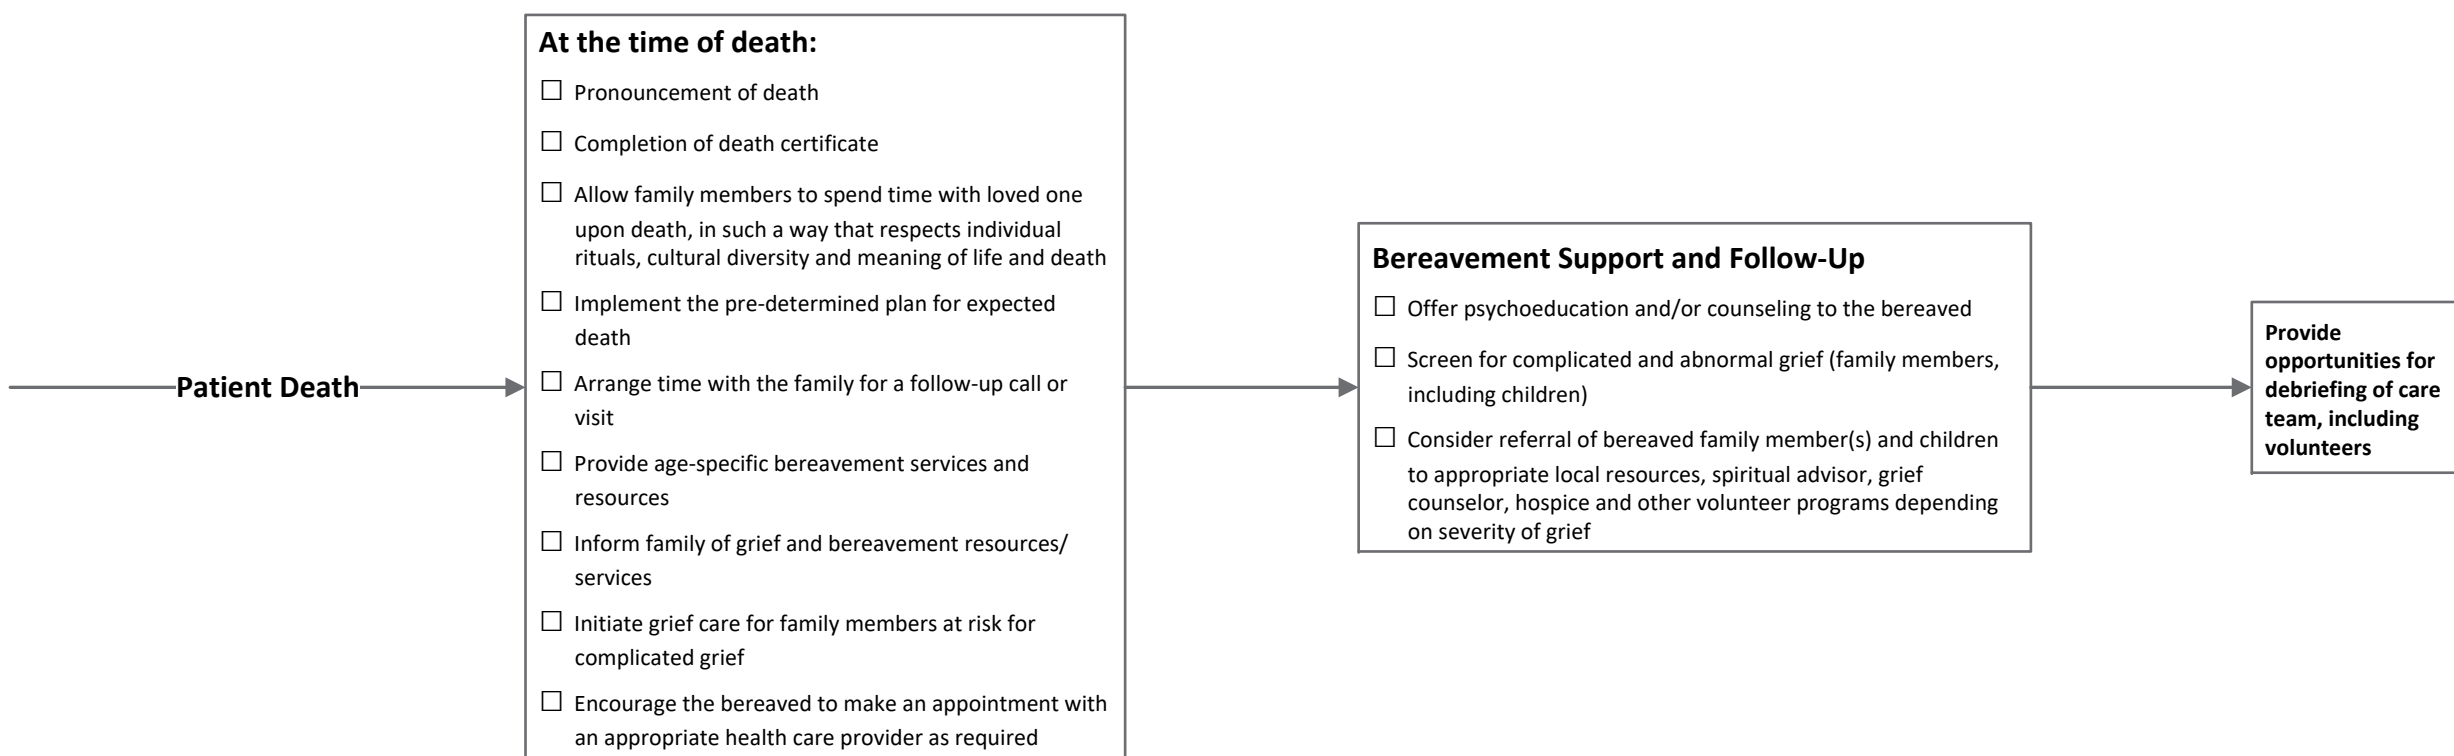 Patient Death
At the time of death:
☐ Pronouncement of death
☐ Completion of death certificate
☐ Allow family members to spend time with loved one
upon death, in such a way that respects individual
rituals, cultural diversity and meaning of life and death
☐ Implement the pre-determined plan for expected
death
☐ Arrange time with the family for a follow-up call or
visit
☐ Provide age-specific bereavement services and
resources
☐ Inform family of grief and bereavement resources/
services
☐ Initiate grief care for family members at risk for
complicated grief
☐ Encourage the bereaved to make an appointment with
an appropriate health care provider as required
Bereavement Support and Follow-Up
☐ Offer psychoeducation and/or counseling to the bereaved
☐ Screen for complicated and abnormal grief (family members,
including children)
☐ Consider referral of bereaved family member(s) and children
to appropriate local resources, spiritual advisor, grief
counselor, hospice and other volunteer programs depending
on severity of grief
Provide
opportunities for
debriefing of care
team, including
volunteers